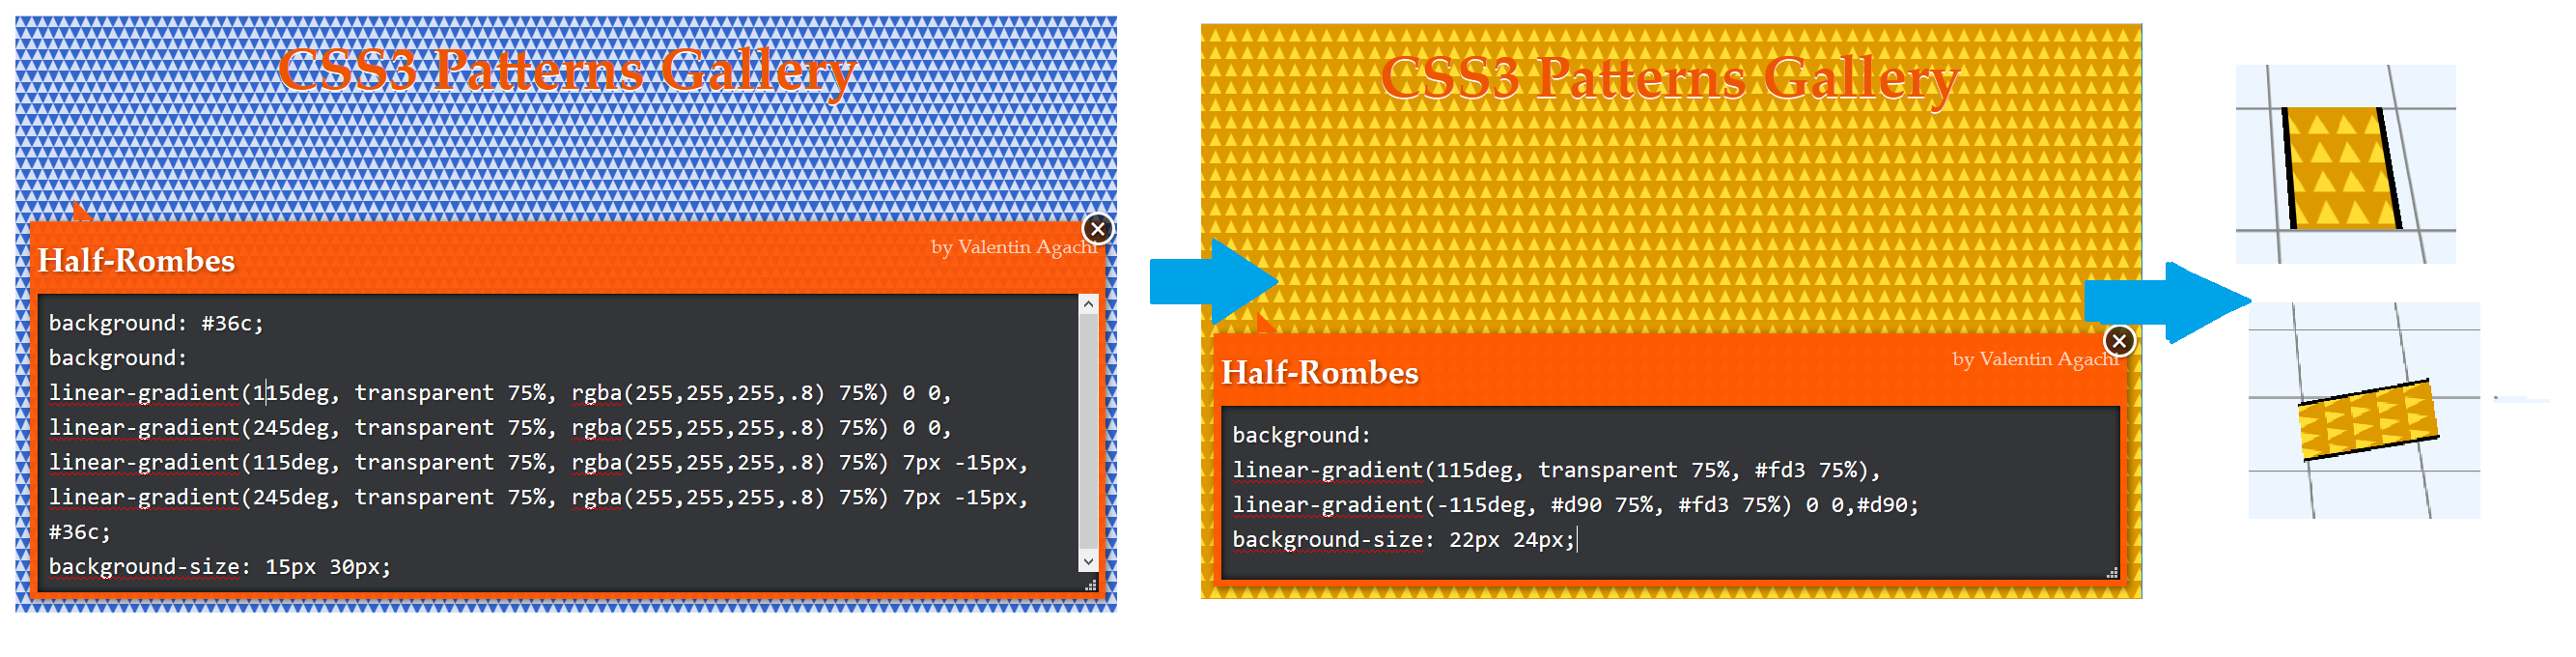 CSS3 Patterns Gallery
Half-Rombes
by Valentin Agachi
background: #36c;
background:
linear-gradient(115deg, transparent 75%, rgba(255,255,255,.8) 75%) 0 0,
linear-gradient(245deg, transparent 75%, rgba(255,255,255,.8) 75%) 0 0,
linear-gradient(115deg, transparent 75%, rgba(255,255,255,.8) 75%) 7px -15px,
linear-gradient(245deg, transparent 75%, rgba(255,255,255,.8) 75%) 7px -15px,
#36c;
background-size: 15px 30px;
CSS3 Patterns Gallery
Half-Rombes
by Valentin Agachi
background:
linear-gradient(115deg, transparent 75%, #fd3 75%),
linear-gradient(-115deg, #d90 75%, #fd3 75%) 0 0,#d90;
background-size: 22px 24px;